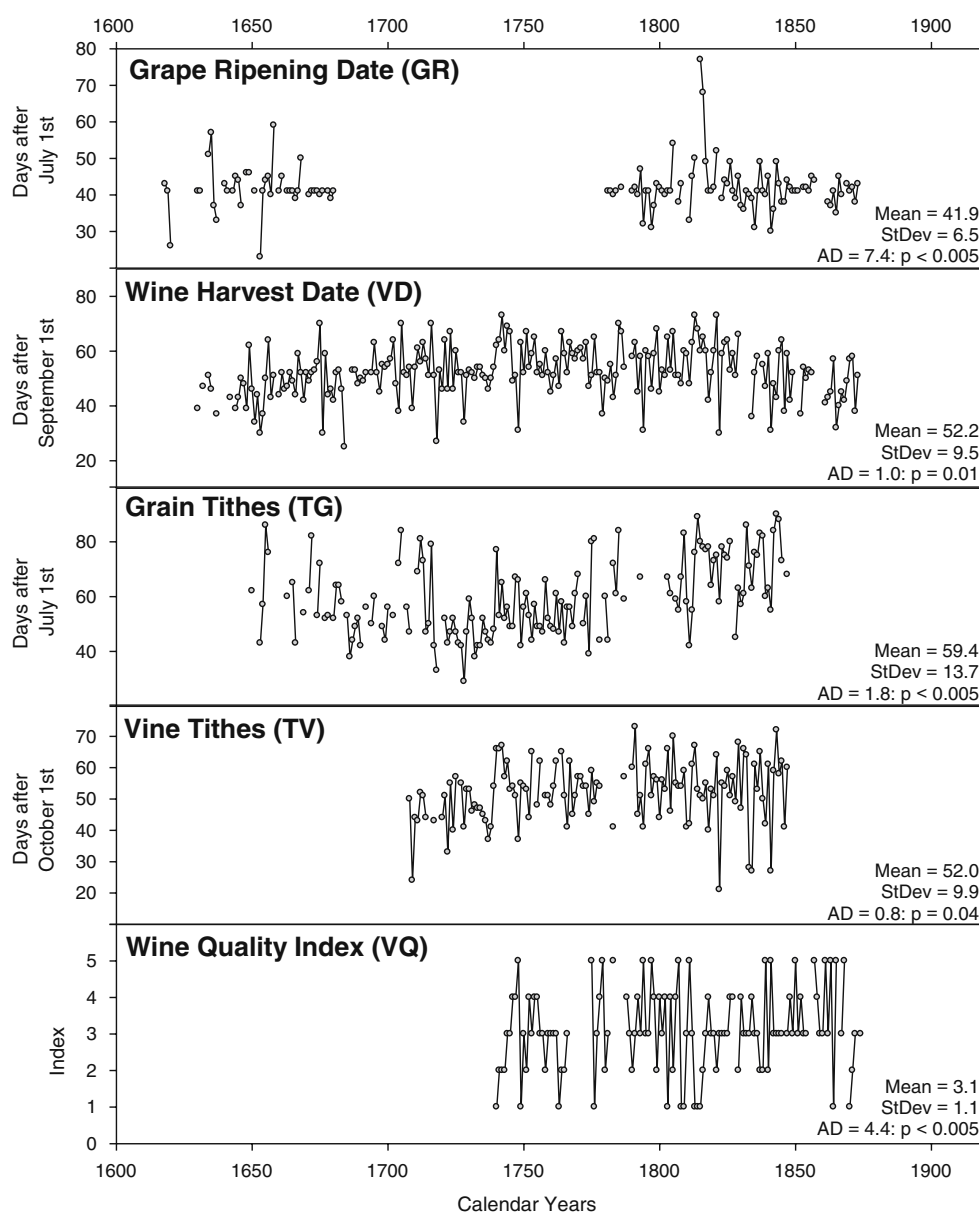 1600 1650 1700 1750 1800 1850 1900
80
70
60
50
40
30
Days after
July 1st
Grape Ripening Date (GR)
Mean = 41.9
StDev = 6.5
AD = 7.4: p < 0.005
80
60
40
20
Days after
September 1st
Wine Harvest Date (VD)
Mean = 52.2
StDev = 9.5
AD = 1.0: p = 0.01
80
60
40
Days after
July 1st
Grain Tithes (TG)
Mean = 59.4
StDev = 13.7
AD = 1.8: p < 0.005
70
60
50
40
30
20
Days after
October 1st
Vine Tithes (TV)
Mean = 52.0
StDev = 9.9
AD = 0.8: p = 0.04
5
4
3
2
1
0
Index
Wine Quality Index (VQ)
Mean = 3.1
StDev = 1.1
AD = 4.4: p < 0.005
1600 1650 1700 1750 1800 1850 1900
Calendar Years